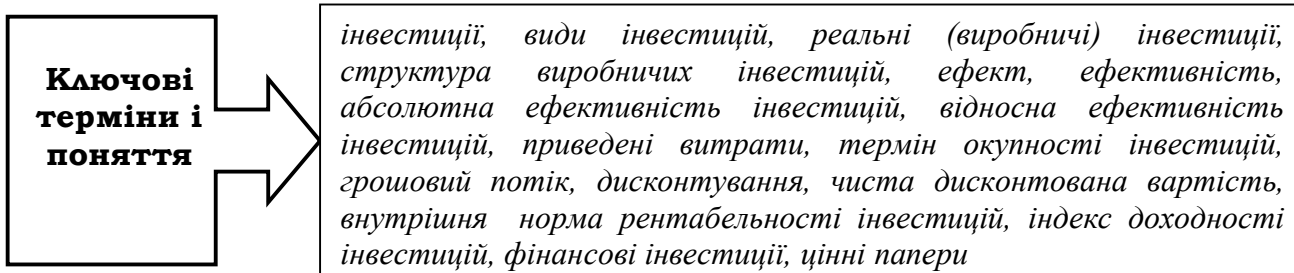 Ключові
терміни і
поняття
інвестиції, види інвестицій, реальні (виробничі) інвестиції,
структура виробничих інвестицій, ефект, ефективність,
абсолютна ефективність інвестицій, відносна ефективність
інвестицій, приведені витрати, термін окупності інвестицій,
грошовий потік, дисконтування, чиста дисконтована вартість,
внутрішня норма рентабельності інвестицій, індекс доходності
інвестицій, фінансові інвестиції, цінні папери